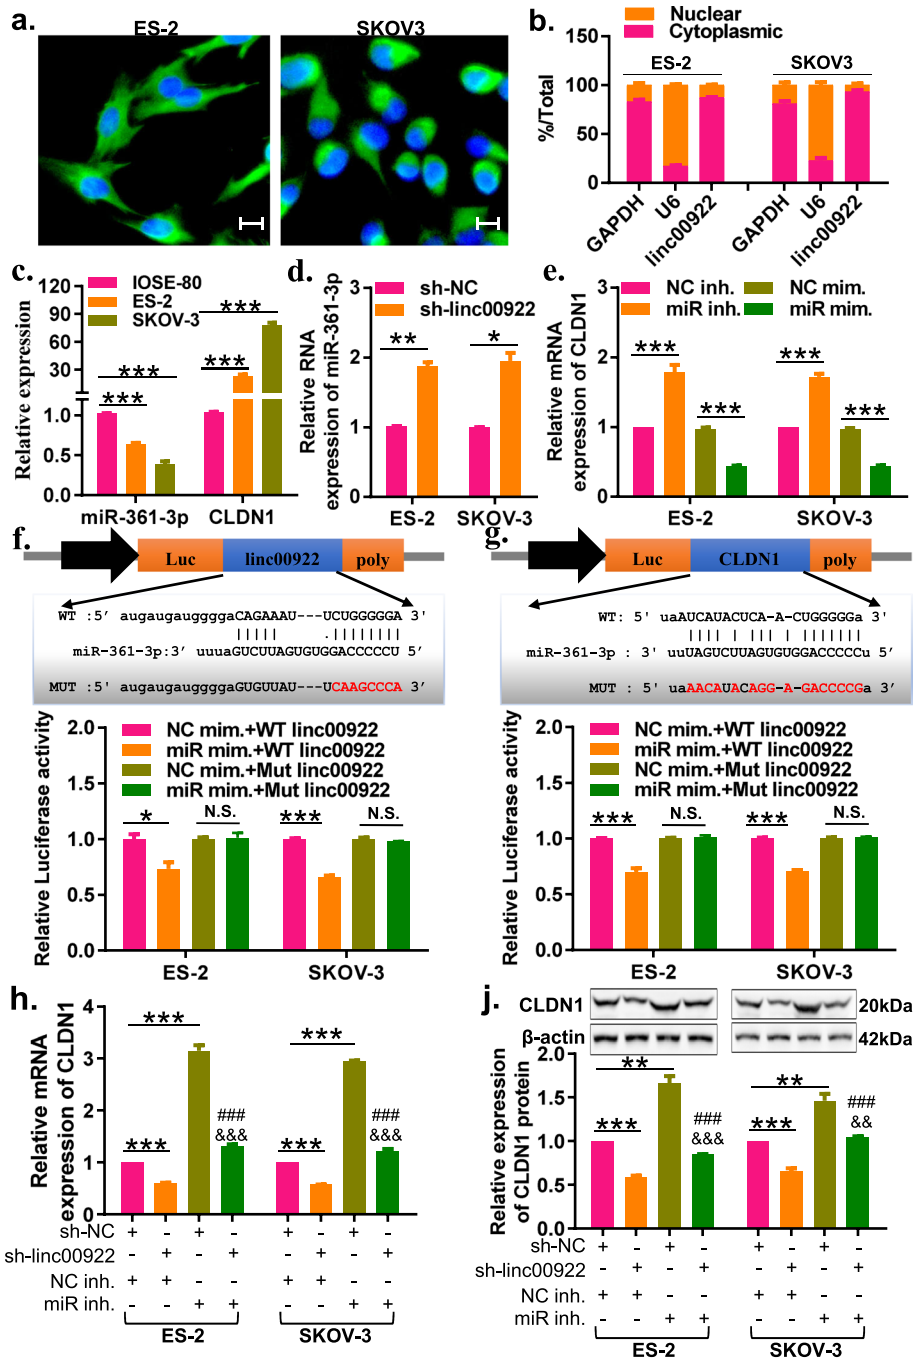 a.
ES-2
SKOV3
b.
Nuclear
Cytoplasmic
ES-2
SKOV3
%/Total
150
100
50
0
GAPDH
U6
linc00922
GAPDH
U6
linc00922
c.
IOSE-80
ES-2
SKOV-3
Relative expression
120
90
60
30
1.0
0.5
0.0
***
***
***
***
miR-361-3p
CLDN1
d.
sh-NC
sh-linc00922
Relative RNA
expression of miR-361-3p
3
2
1
0
**
*
ES-2
SKOV-3
e.
NC inh.
NC mim.
miR inh.
miR mim.
Relative mRNA
expression of CLDN1
3
2
1
0
***
***
***
***
ES-2
SKOV-3
f.
Luc
linc00922
poly
WT :5' augaugauggggaCAGAAAU---UCUGGGGGA 3'
miR-361-3p:3' uuuaGUCUUAGUGUGGACCCCCU 5'
MUT :5' augaugauggggaGUGUUAU---UCAAGCCCA 3'
NC mim.+WT linc00922
miR mim.+WT linc00922
NC mim.+Mut linc00922
miR mim.+Mut linc00922
Relative Luciferase activity
2.0
1.5
1.0
0.5
0.0
*
N.S.
***
N.S.
ES-2
SKOV-3
g.
Luc
CLDN1
poly
WT: 5' uaAUCAUACUCA-A-CUGGGGGa 3'
miR-361-3p : 3' uuUAGUCUUAGUGUGGACCCCCu 5'
MUT : 5' uaAACAUACAGG-A-GACCCCGa 3'
NC mim.+WT linc00922
miR mim.+WT linc00922
NC mim.+Mut linc00922
miR mim.+Mut linc00922
Relative Luciferase activity
2.0
1.5
1.0
0.5
0.0
***
N.S.
***
N.S.
ES-2
SKOV-3
h.
Relative mRNA
expression of CLDN1
4
3
2
1
0
***
***
###
&&&
***
***
###
&&&
sh-NC + - + - + - + -
sh-linc00922 - + - + - + - +
NC inh. + + - - + + - -
miR inh. - - + + - - + +
ES-2
SKOV-3
j.
CLDN1
20kDa
β-actin
42kDa
Relative expression
of CLDN1 protein
2.0
1.5
1.0
0.5
0.0
**
***
###
&&&
**
***
###
&&
sh-NC + - + - + - + -
sh-linc00922 - + - + - + - +
NC inh. + + - - + + - -
miR inh. - - + + - - + +
ES-2
SKOV-3